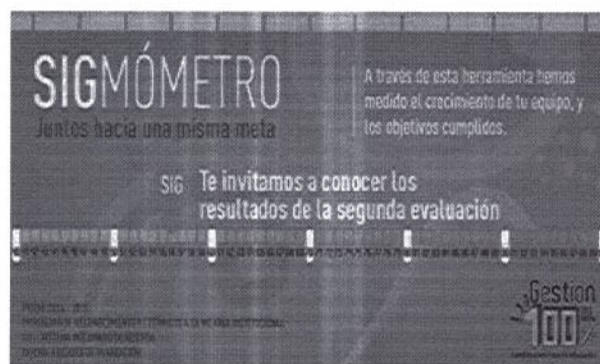 SIGMÓMETRO
Juntos hacia una misma meta
A través de esta herramienta hemos
medido el crecimiento de tu equipo, y
los objetivos cumplidos.
SIG Te invitamos a conocer los
resultados de la segunda evaluación
Gestión
100%